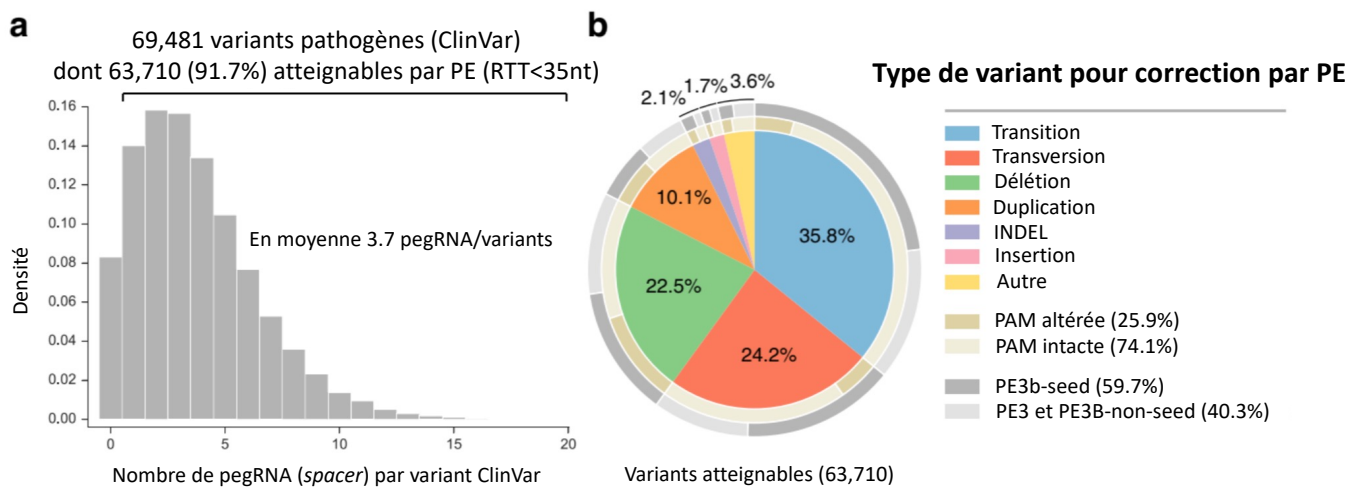 a
69,481 variants pathogènes (ClinVar)
dont 63,710 (91.7%) atteignables par PE (RTT<35nt)
Densité
0.16
0.14
0.12
0.10
0.08
0.06
0.04
0.02
0.00
0
5
10
15
20
En moyenne 3.7 pegRNA/variants
Nombre de pegRNA (spacer) par variant ClinVar
b
2.1%
1.7%
3.6%
35.8%
24.2%
22.5%
10.1%
Variants atteignables (63,710)
Type de variant pour correction par PE
Transition
Transversion
Délétion
Duplication
INDEL
Insertion
Autre
PAM altérée (25.9%)
PAM intacte (74.1%)
PE3b-seed (59.7%)
PE3 et PE3B-non-seed (40.3%)